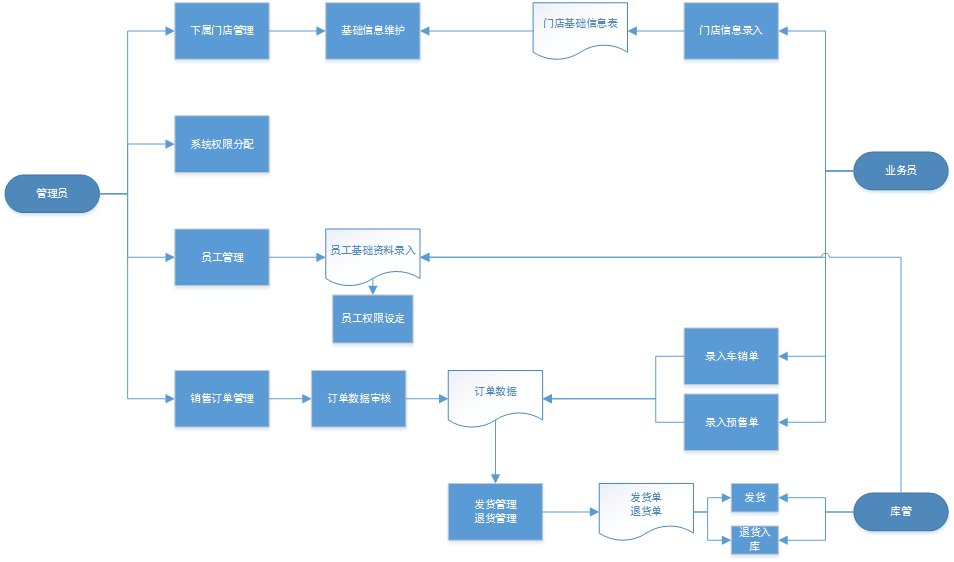 下属门店管理
基础信息维护
门店基础信息表
门店信息录入
系统权限分配
管理员
业务员
员工管理
员工基础资料录入
员工权限设定
录入车销单
销售订单管理
订单数据审核
订单数据
录入预售单
发货管理
退货管理
发货单
退货单
发货
退货入
库
库管